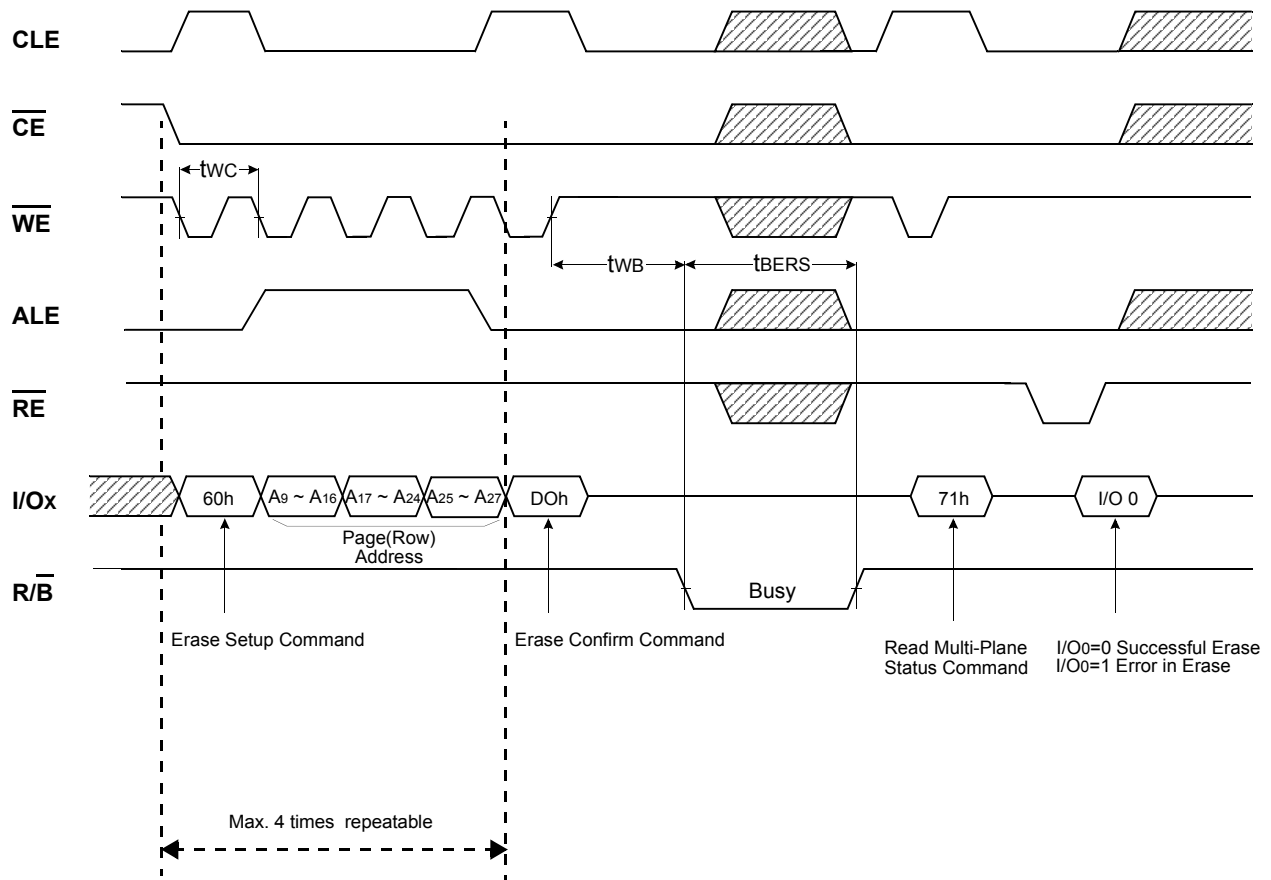 CLE
CE
tWC
WE
tWB
tBERS
ALE
RE
I/Ox
60h
A9 ~ A16
A17 ~ A24
A25 ~ A27
DOh
71h
I/O 0
Page(Row)
Address
R/B
Busy
Erase Setup Command
Erase Confirm Command
Read Multi-Plane
Status Command
I/O0=0 Successful Erase
I/O0=1 Error in Erase
Max. 4 times repeatable